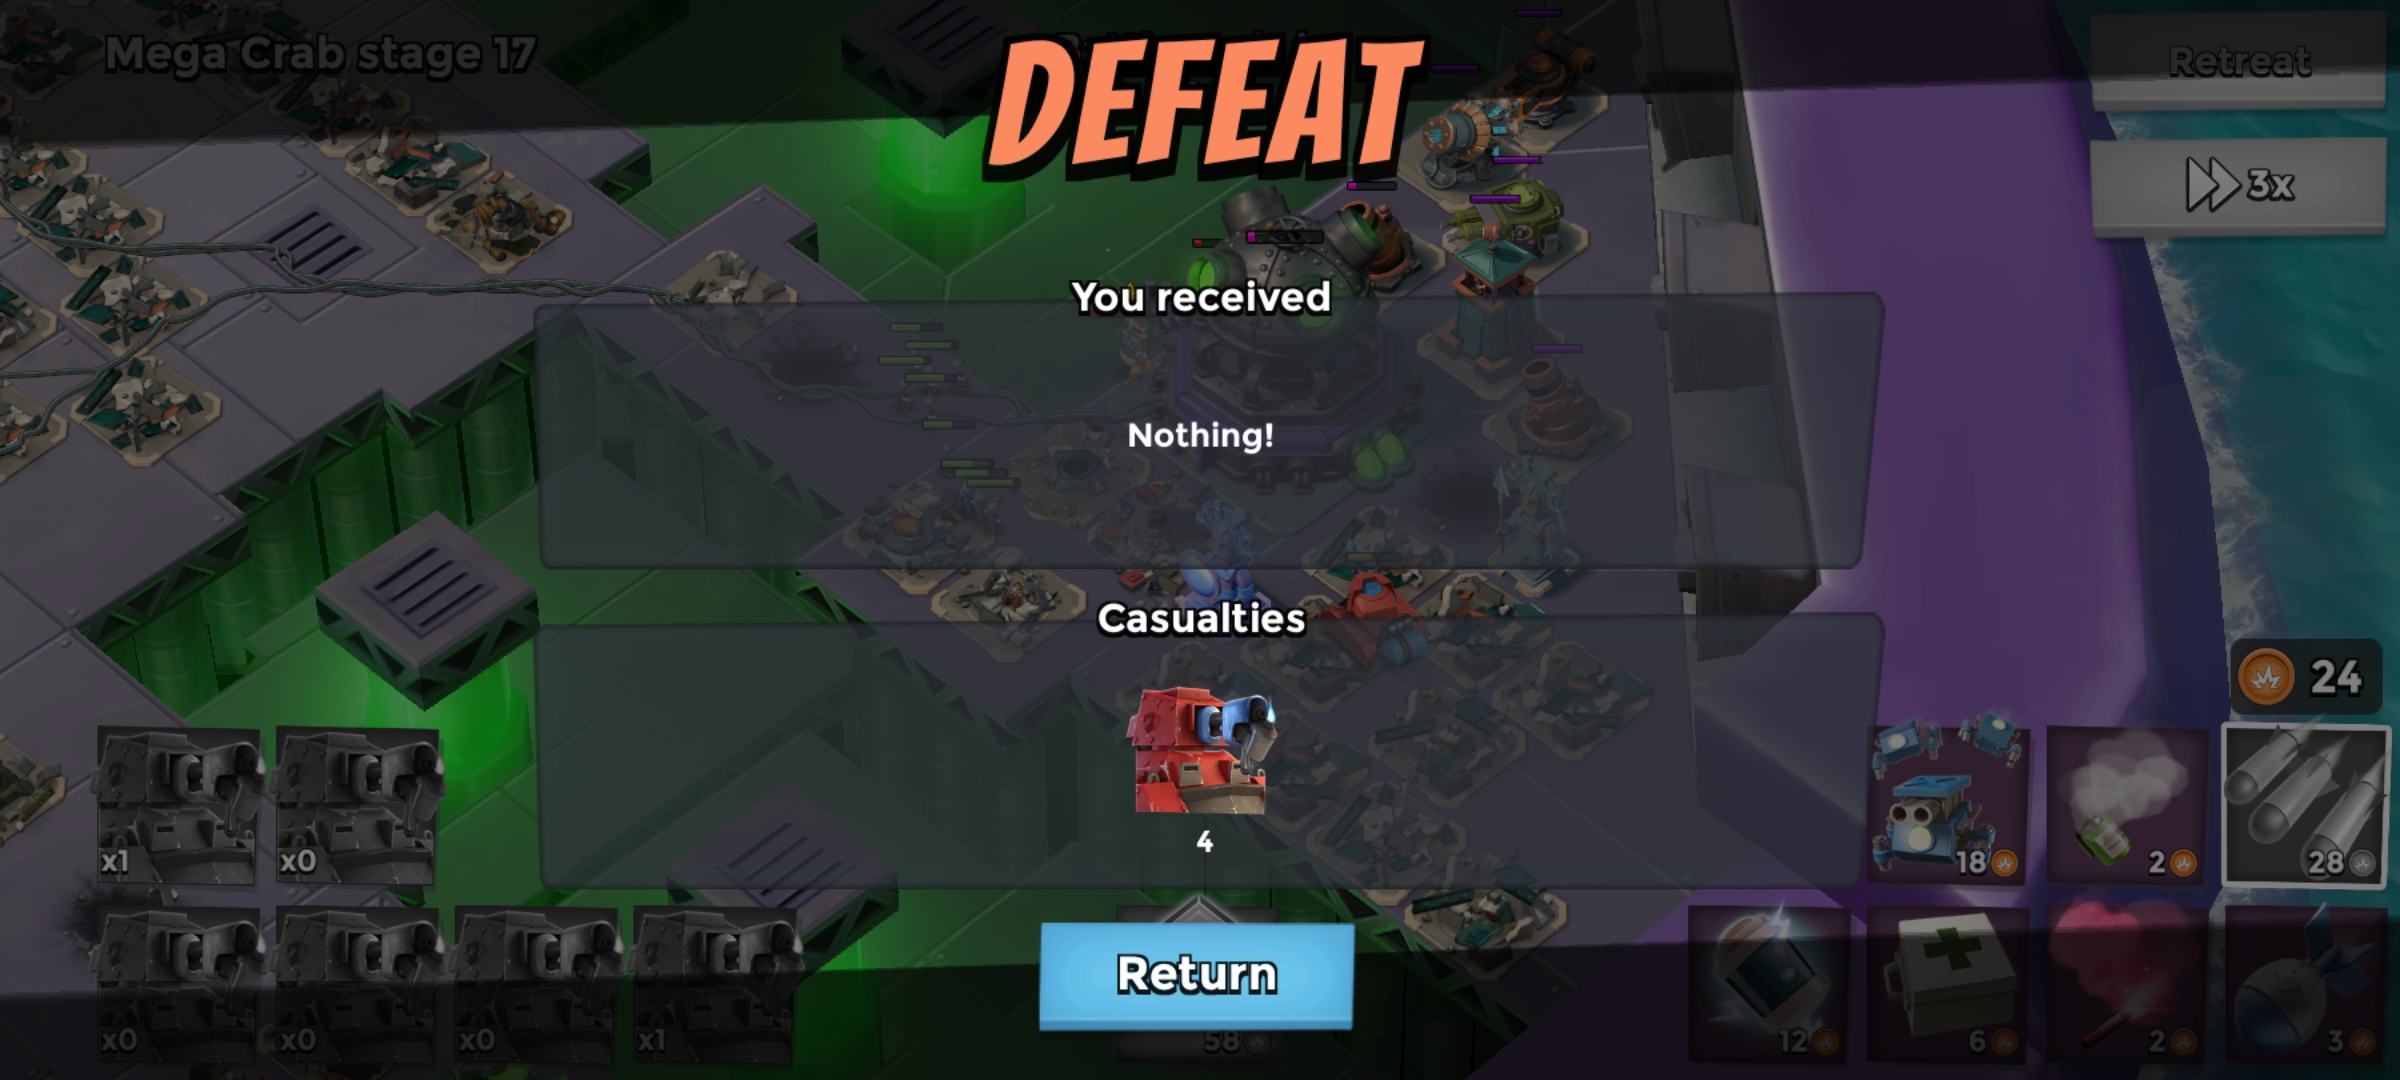 Mega Crab stage 17
DEFEAT
Retreat
3x
You received
Nothing!
Casualties
4
24
x1
x0
18
2
28
Return
x0
x0
x0
x1
58
12
6
2
3